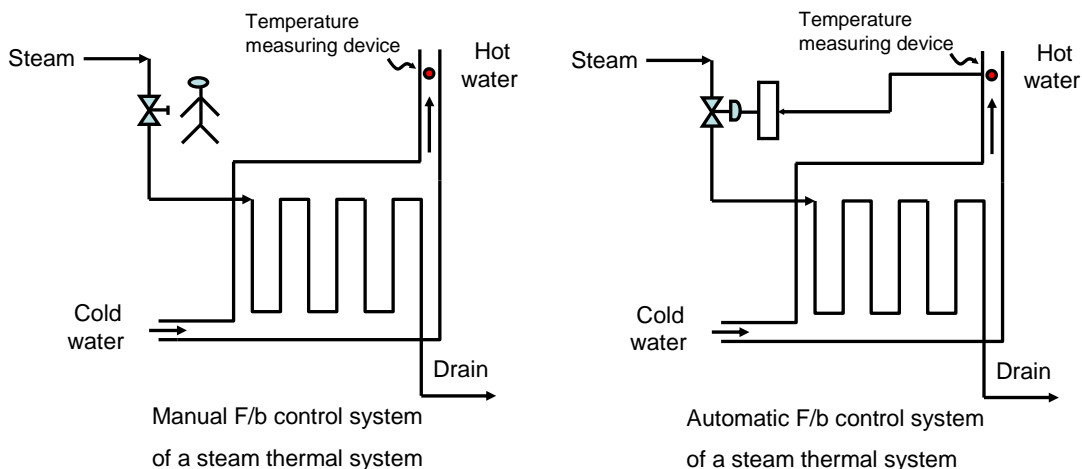 Temperature
measuring device
Steam
Hot
water
Cold
water
Drain
Manual F/b control system
of a steam thermal system
Temperature
measuring device
Steam
Hot
water
Cold
water
Drain
Automatic F/b control system
of a steam thermal system